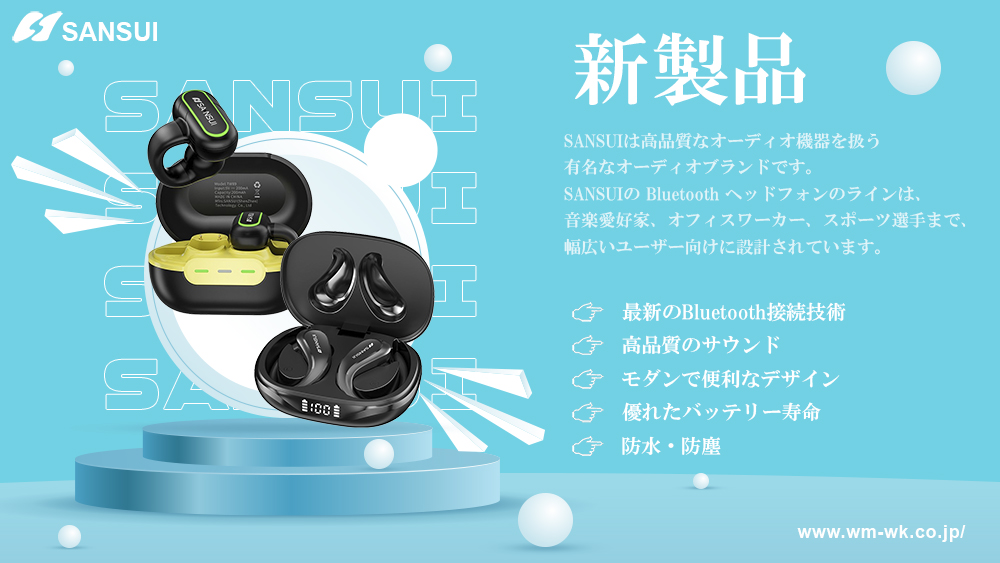 SANSUI
SANSUI
新製品
SANSUIは高品質なオーディオ機器を扱う
有名なオーディオブランドです。
SANSUIの Bluetooth ヘッドフォンのラインは、
音楽愛好家、オフィスワーカー、スポーツ選手まで、
幅広いユーザー向けに設計されています。
最新のBluetooth接続技術
高品質のサウンド
モダンで便利なデザイン
優れたバッテリー寿命
防水・防塵
SANSUI
100
www.wm-wk.co.jp/